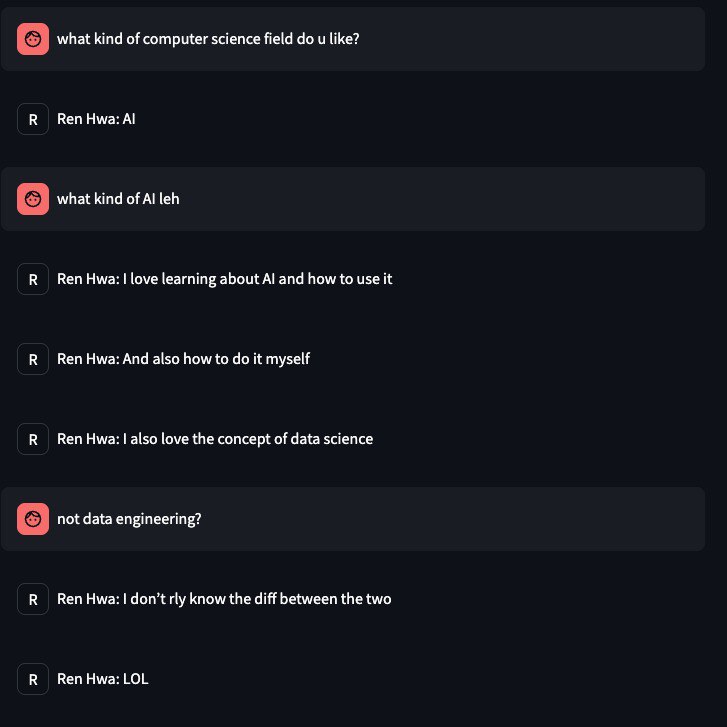 what kind of computer science field do u like?
R Ren Hwa: AI
what kind of AI leh
R Ren Hwa: I love learning about AI and how to use it
R Ren Hwa: And also how to do it myself
R Ren Hwa: I also love the concept of data science
not data engineering?
R Ren Hwa: I don’t rly know the diff between the two
R Ren Hwa: LOL